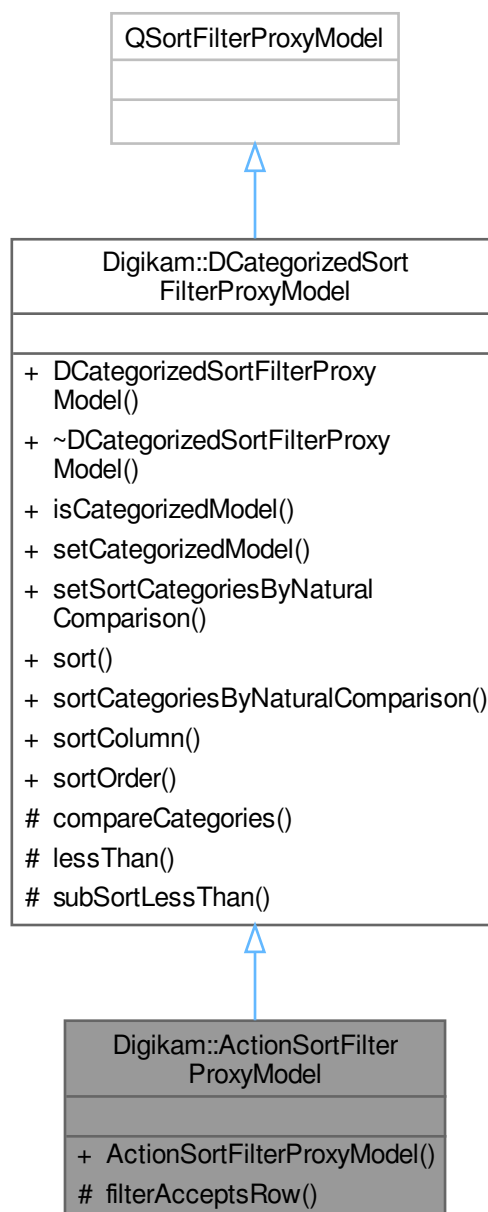 QSortFilterProxyModel
Digikam::DCategorizedSort
FilterProxyModel
+ DCategorizedSortFilterProxy
Model()
+ ~DCategorizedSortFilterProxy
Model()
+ isCategorizedModel()
+ setCategorizedModel()
+ setSortCategoriesByNatural
Comparison()
+ sort()
+ sortCategoriesByNaturalComparison()
+ sortColumn()
+ sortOrder()
# compareCategories()
# lessThan()
# subSortLessThan()
Digikam::ActionSortFilter
ProxyModel
+ ActionSortFilterProxyModel()
# filterAcceptsRow()